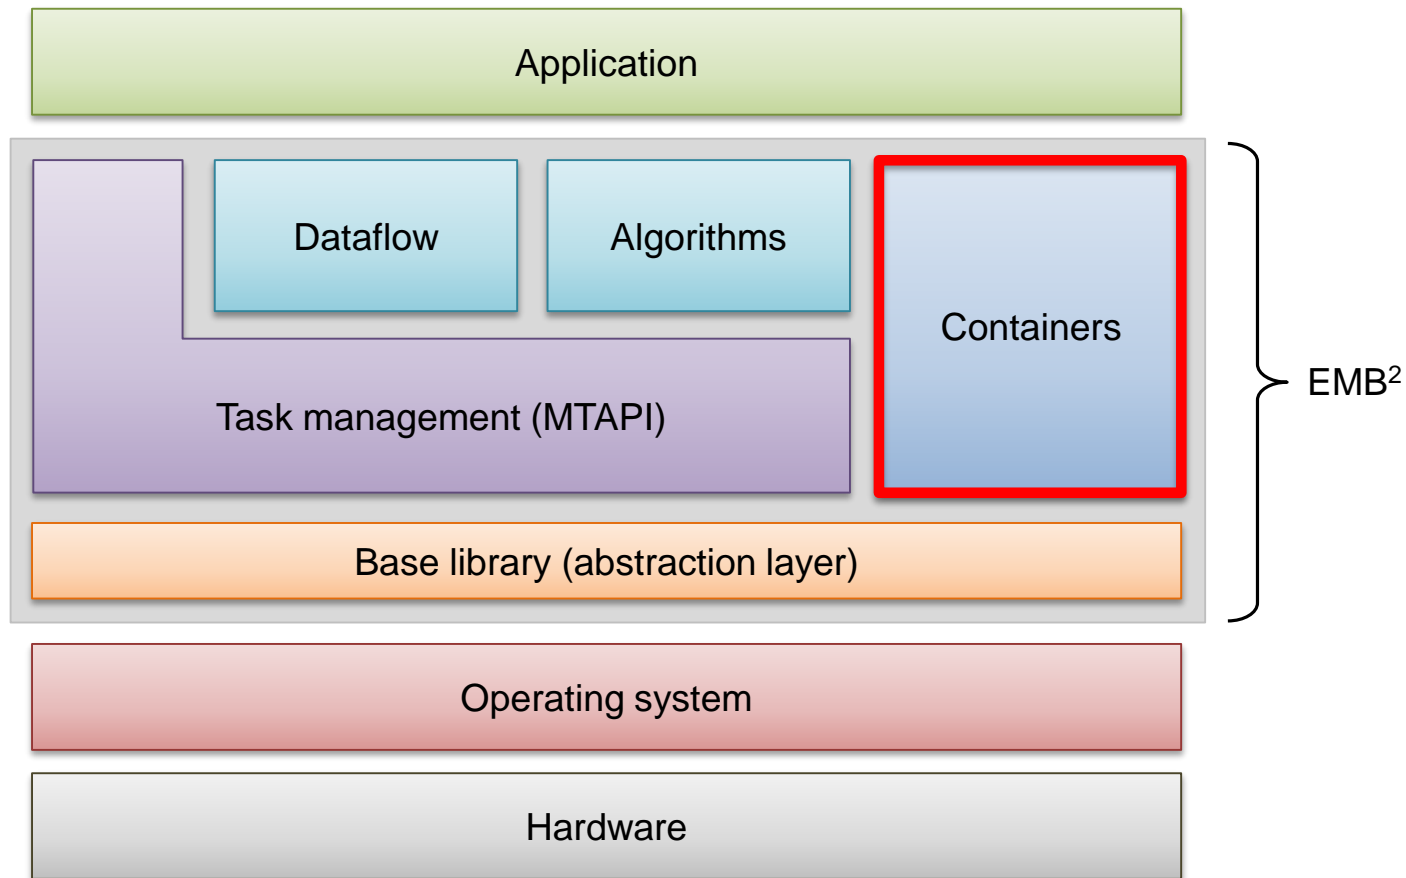 Application
Dataflow
Algorithms
Containers
EMB²
Task management (MTAPI)
Base library (abstraction layer)
Operating system
Hardware